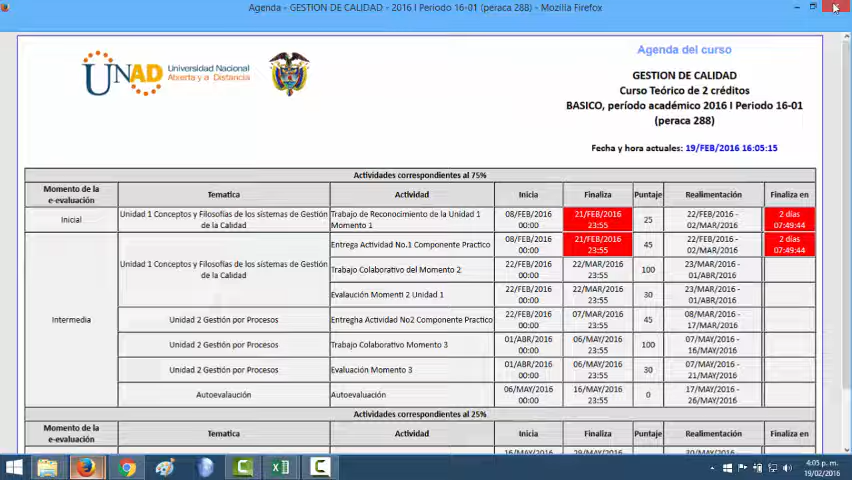 Agenda - GESTION DE CALIDAD - 2016 I Periodo 16-01 (peraca 288) - Mozilla Firefox
UNAD Universidad Nacional
Abierta y a Distancia
Agenda del curso
GESTION DE CALIDAD
Curso Teórico de 2 créditos
BASICO, período académico 2016 I Periodo 16-01
(peraca 288)
Fecha y hora actuales: 19/FEB/2016 16:05:15
Actividades correspondientes al 75%
Momento de la e-evaluación Tematica Actividad Inicia Finaliza Puntaje Realimentación Finaliza en
Inicial Unidad 1 Conceptos y Filosofías de los sístemas de Gestión de la Calidad Trabajo de Reconocimiento de la Unidad 1 Momento 1 08/FEB/2016 00:00 21/FEB/2016 23:55 25 22/FEB/2016 - 02/MAR/2016 2 días 07:49:44
Intermedia Unidad 1 Conceptos y Filosofías de los sístemas de Gestión de la Calidad Entrega Actividad No.1 Componente Practico 08/FEB/2016 00:00 21/FEB/2016 23:55 45 22/FEB/2016 - 02/MAR/2016 2 días 07:49:44
Trabajo Colaborativo del Momento 2 22/FEB/2016 00:00 22/MAR/2016 23:55 100 23/MAR/2016 - 01/ABR/2016
Evalaución Momenti 2 Unidad 1 22/FEB/2016 00:00 22/MAR/2016 23:55 30 23/MAR/2016 - 01/ABR/2016
Unidad 2 Gestión por Procesos Entregha Actividad No2 Componente Practico 22/FEB/2016 00:00 07/MAR/2016 23:55 45 08/MAR/2016 - 17/MAR/2016
Unidad 2 Gestión por Procesos Trabajo Colaborativo Momento 3 01/ABR/2016 00:00 06/MAY/2016 23:55 100 07/MAY/2016 - 16/MAY/2016
Unidad 2 Gestión por Procesos Evaluación Momento 3 01/ABR/2016 00:00 06/MAY/2016 23:55 30 07/MAY/2016 - 21/MAY/2016
Autoevalaución Autoevaluación 06/MAY/2016 00:00 16/MAY/2016 23:55 0 17/MAY/2016 - 26/MAY/2016
Actividades correspondientes al 25%
Momento de la Tematica Actividad Inicia Finaliza Puntaje Realimentación Finaliza en
4:05 p. m.
19/02/2016